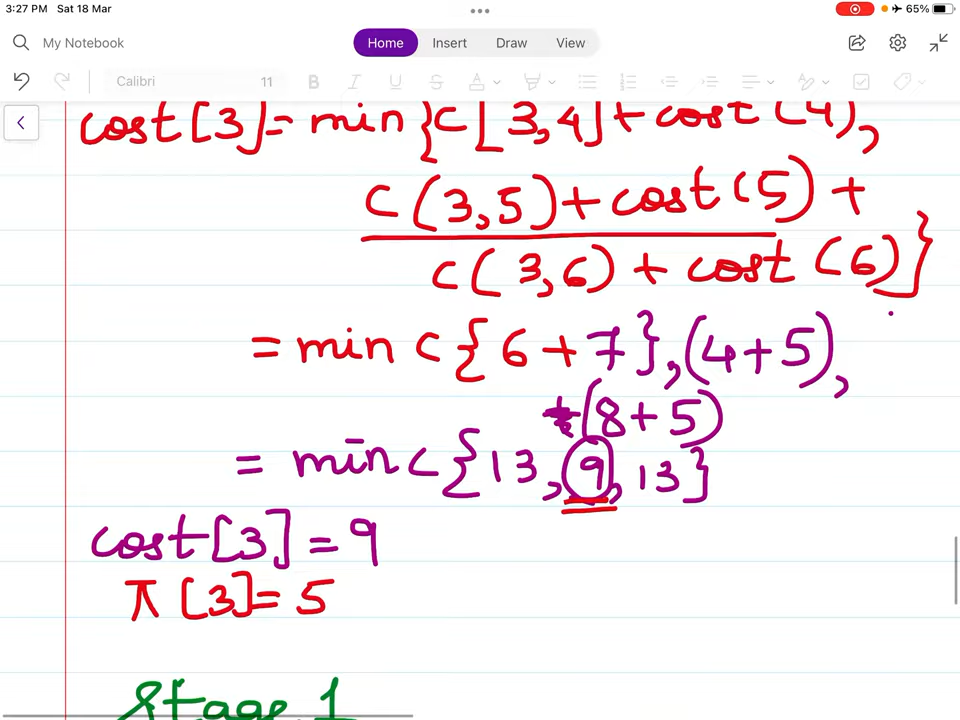 3:27 PM Sat 18 Mar
65%
My Notebook
Home Insert Draw View
Calibri 11 B I U S A
cost[3]=min{C[3,4]+cost(4),
C(3,5)+cost(5)+
C(3,6)+cost(6)}
=min C{6+7},(4+5),
(8+5)
=min C{13,9,13}
cost[3]=9
π[3]=5
Stage 1